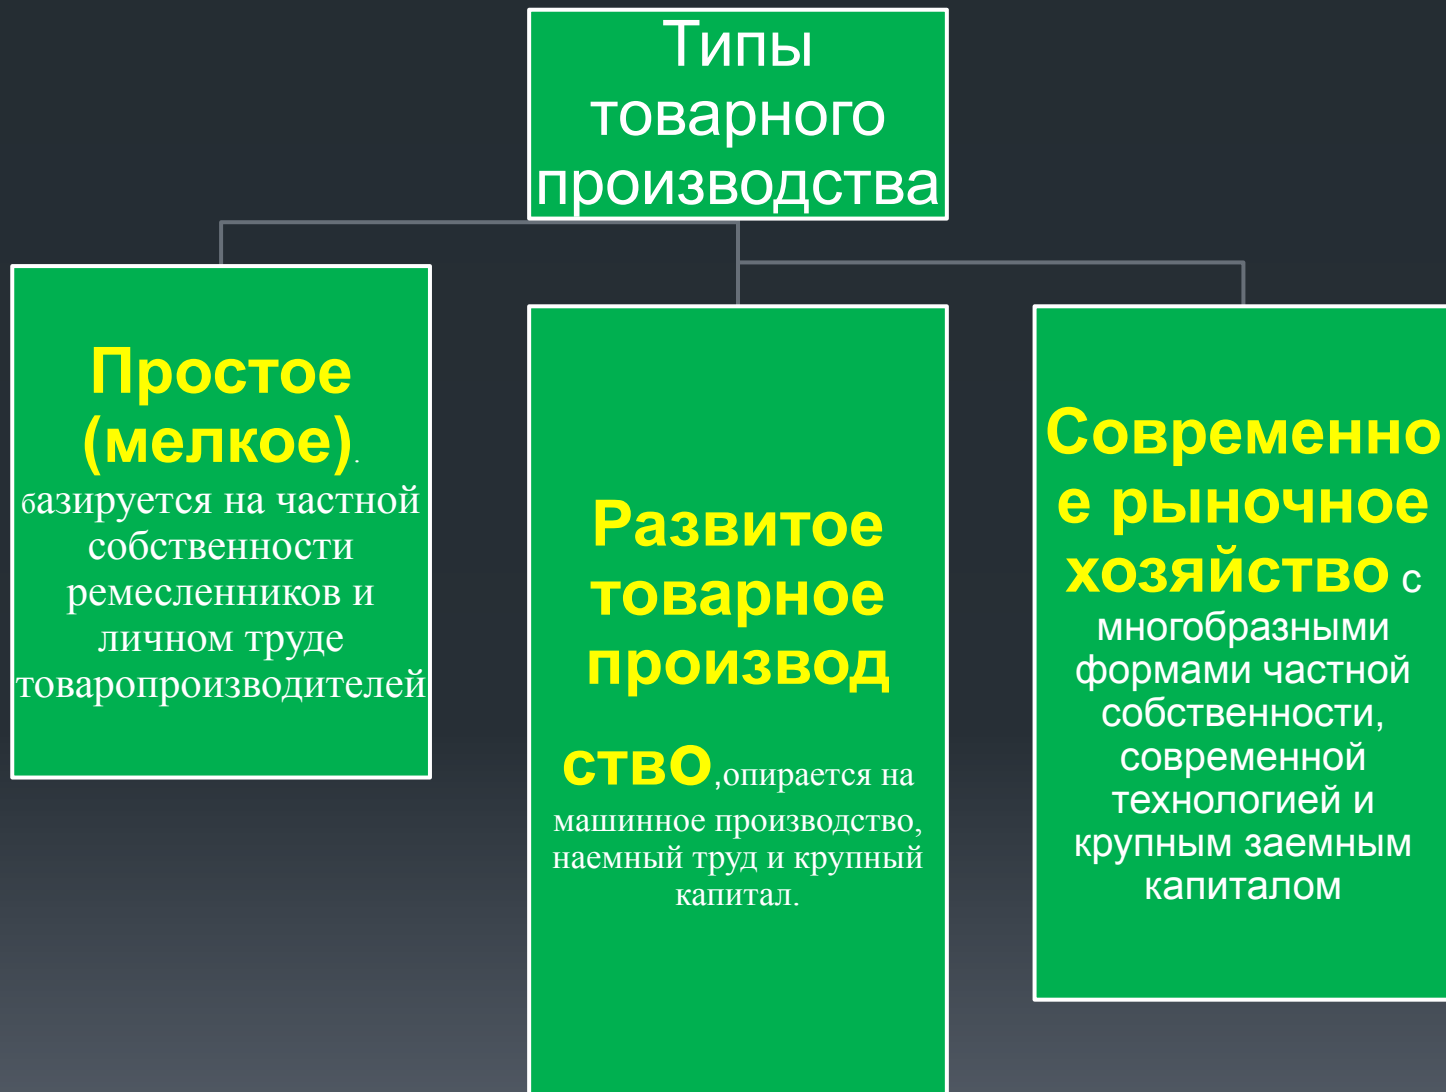 Типы
товарного
производства
Простое
(мелкое).
базируется на частной
собственности
ремесленников и
личном труде
товаропроизводителей
Развитое
товарное
производ
ство,опирается на
машинное производство,
наемный труд и крупный
капитал.
Современно
е рыночное
хозяйство с
многобразными
формами частной
собственности,
современной
технологией и
крупным заемным
капиталом